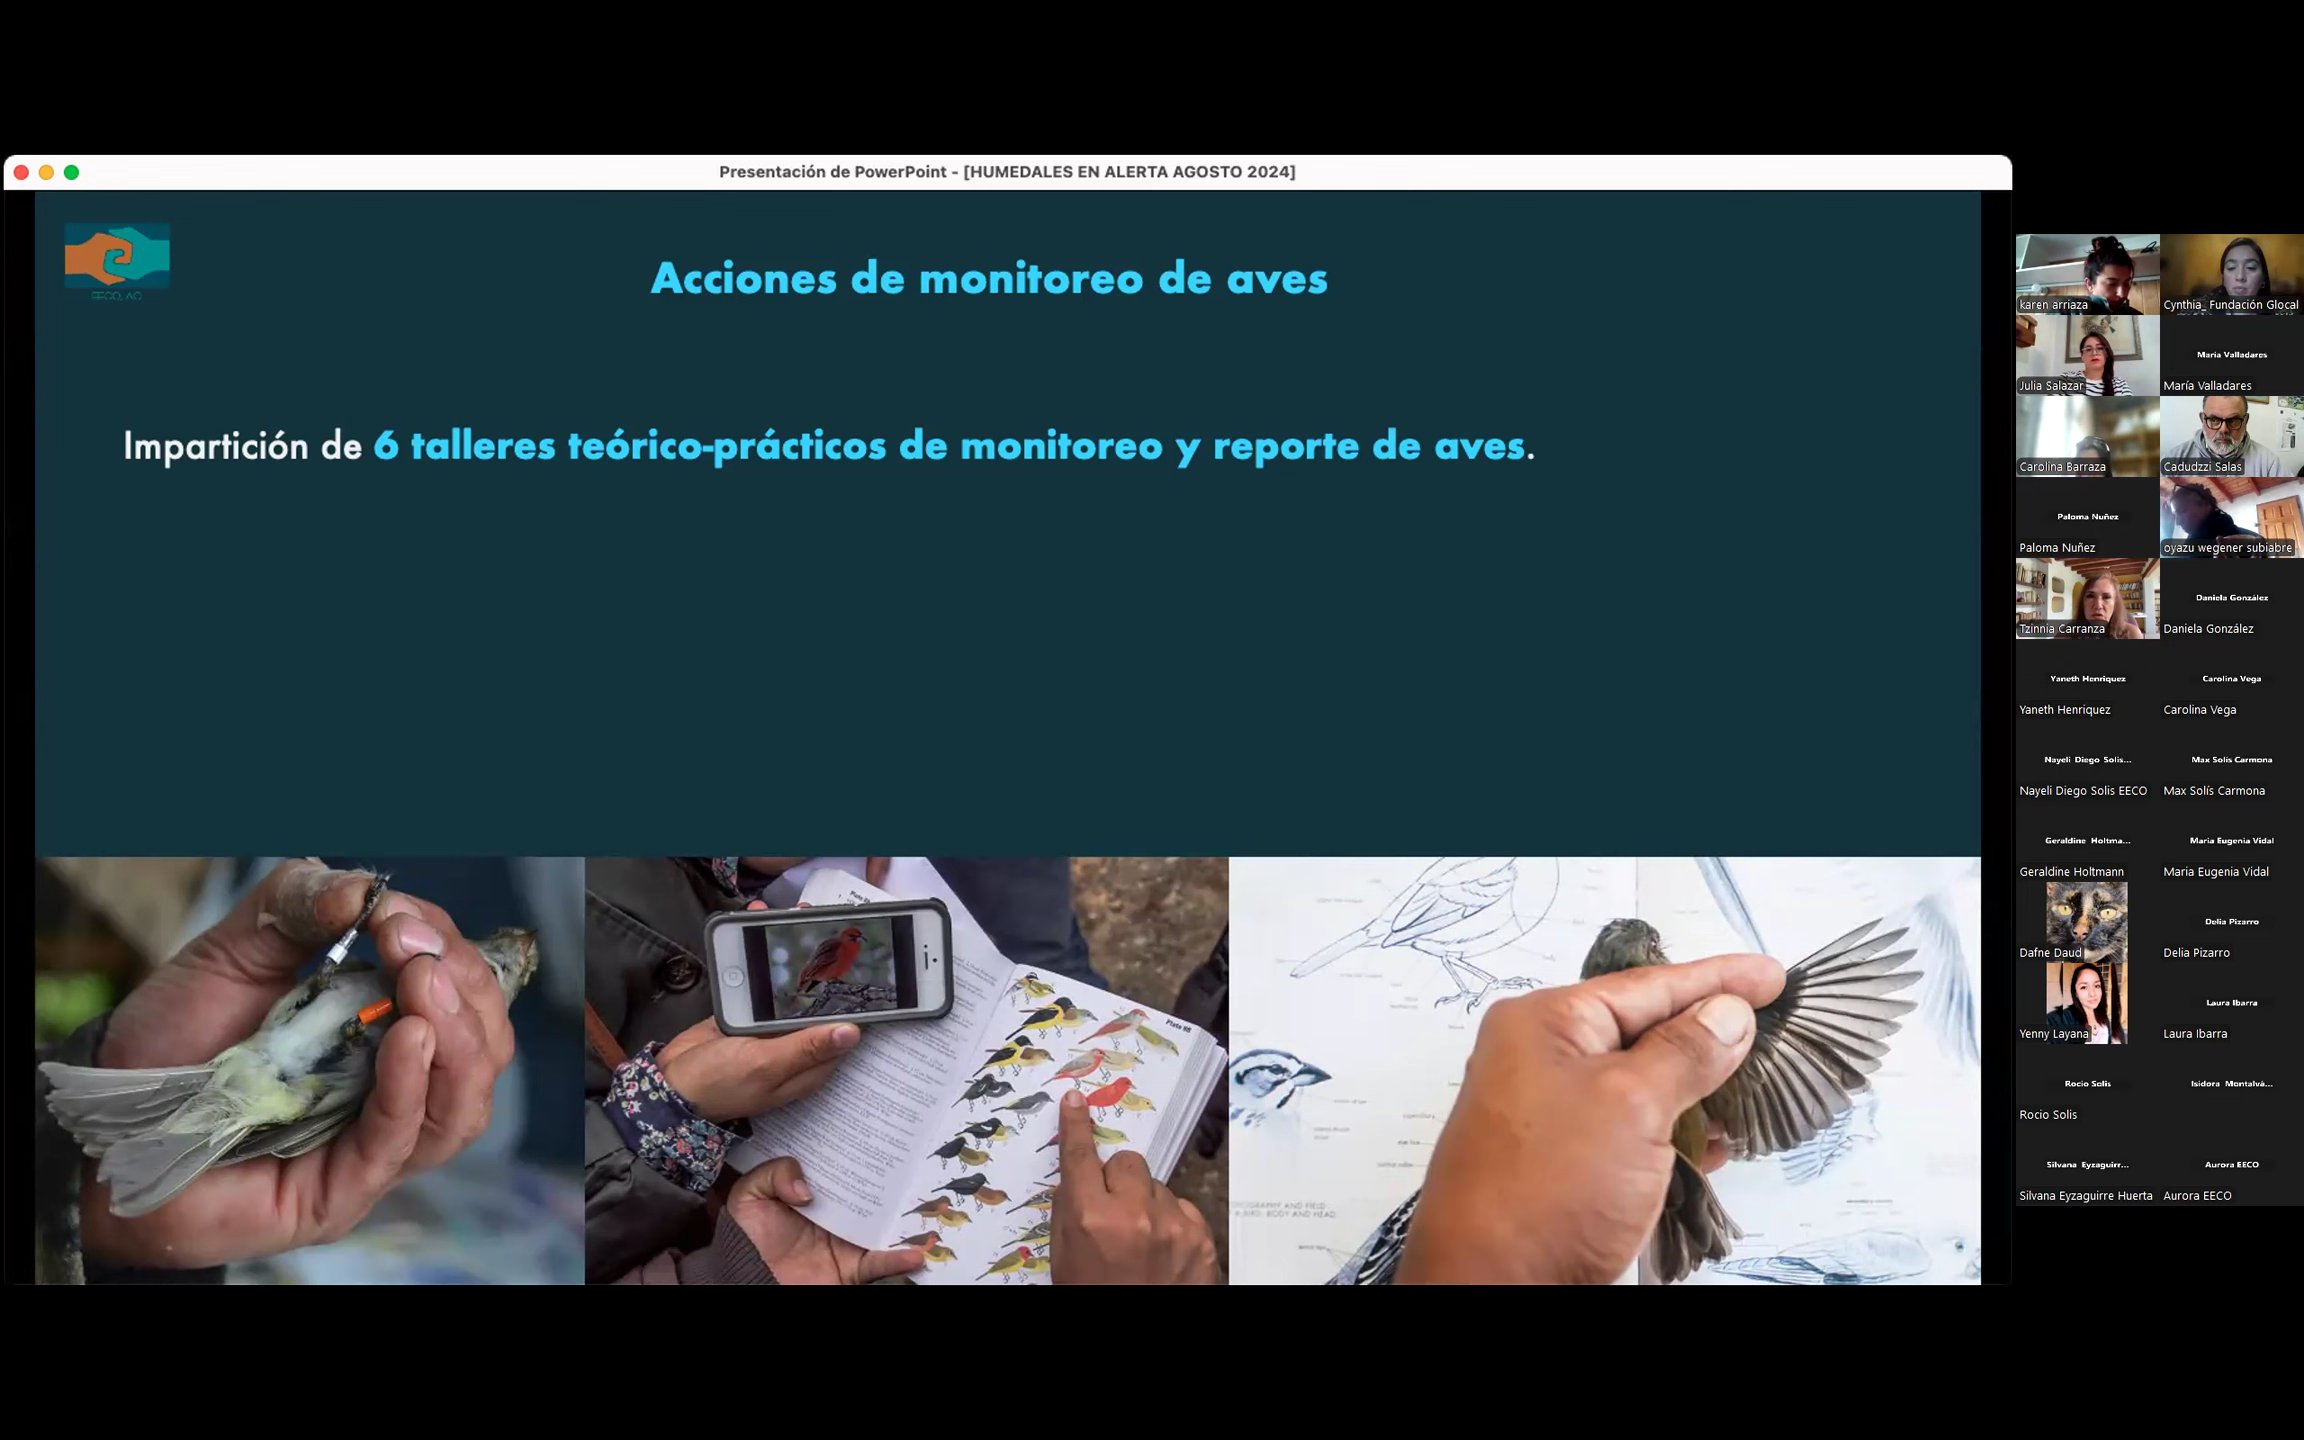 Presentación de PowerPoint - [HUMEDALES EN ALERTA AGOSTO 2024]
EECO, AC
Acciones de monitoreo de aves
Impartición de 6 talleres teórico-prácticos de monitoreo y reporte de aves.
Plate 98
karen arriaza
Cynthia_ Fundación Glocal
Julia Salazar
María Valladares
María Valladares
Carolina Barraza
Cadudzzi Salas
Paloma Nuñez
Paloma Nuñez
oyazu wegener subiabre
Tzinnia Carranza
Daniela González
Daniela González
Yaneth Henriquez
Yaneth Henriquez
Carolina Vega
Carolina Vega
Nayeli Diego Solis...
Nayeli Diego Solis EECO
Max Solís Carmona
Max Solís Carmona
Geraldine Holtma...
Geraldine Holtmann
Maria Eugenia Vidal
Maria Eugenia Vidal
Dafne Daud
Delia Pizarro
Delia Pizarro
Yenny Layana
Laura Ibarra
Laura Ibarra
Rocio Solis
Rocio Solis
Isidora Montalvá...
Silvana Eyzaguirr...
Silvana Eyzaguirre Huerta
Aurora EECO
Aurora EECO